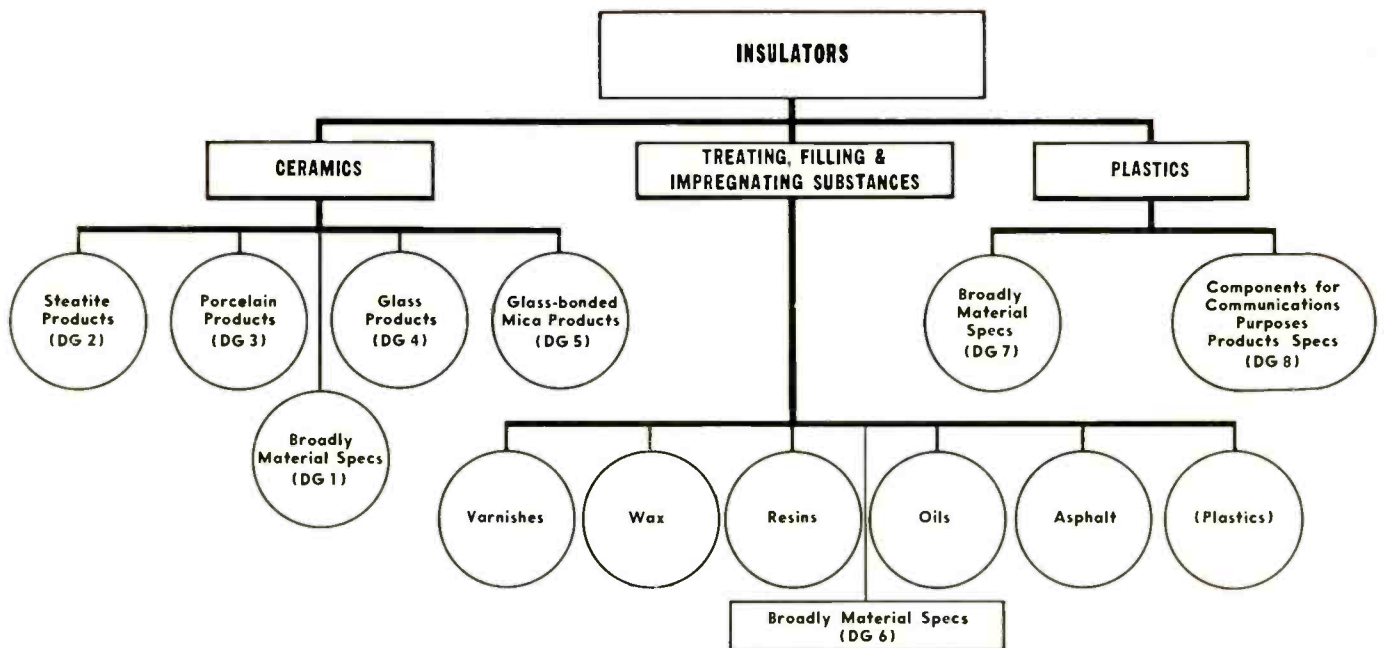 INSULATORS
CERAMICS
TREATING, FILLING &
IMPREGNATING SUBSTANCES
PLASTICS
Steatite
Products
(DG 2)
Porcelain
Products
(DG 3)
Glass
Products
(DG 4)
Glass-bonded
Mica Products
(DG 5)
Broadly
Material Specs
(DG 1)
Broadly
Material
Specs
(DG 7)
Components for
Communications
Purposes
Products Specs
(DG 8)
Varnishes
Wax
Resins
Oils
Asphalt
(Plastics)
Broadly Material Specs
(DG 6)